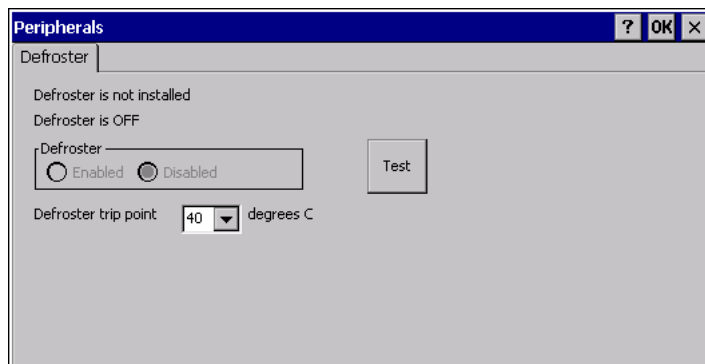 Peripherals ? OK ×
Defroster
Defroster is not installed
Defroster is OFF
Defroster
Enabled Disabled
Test
Defroster trip point 40 degrees C